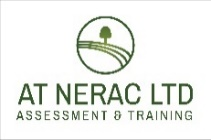 AT NERAC LTD
ASSESSMENT & TRAINING